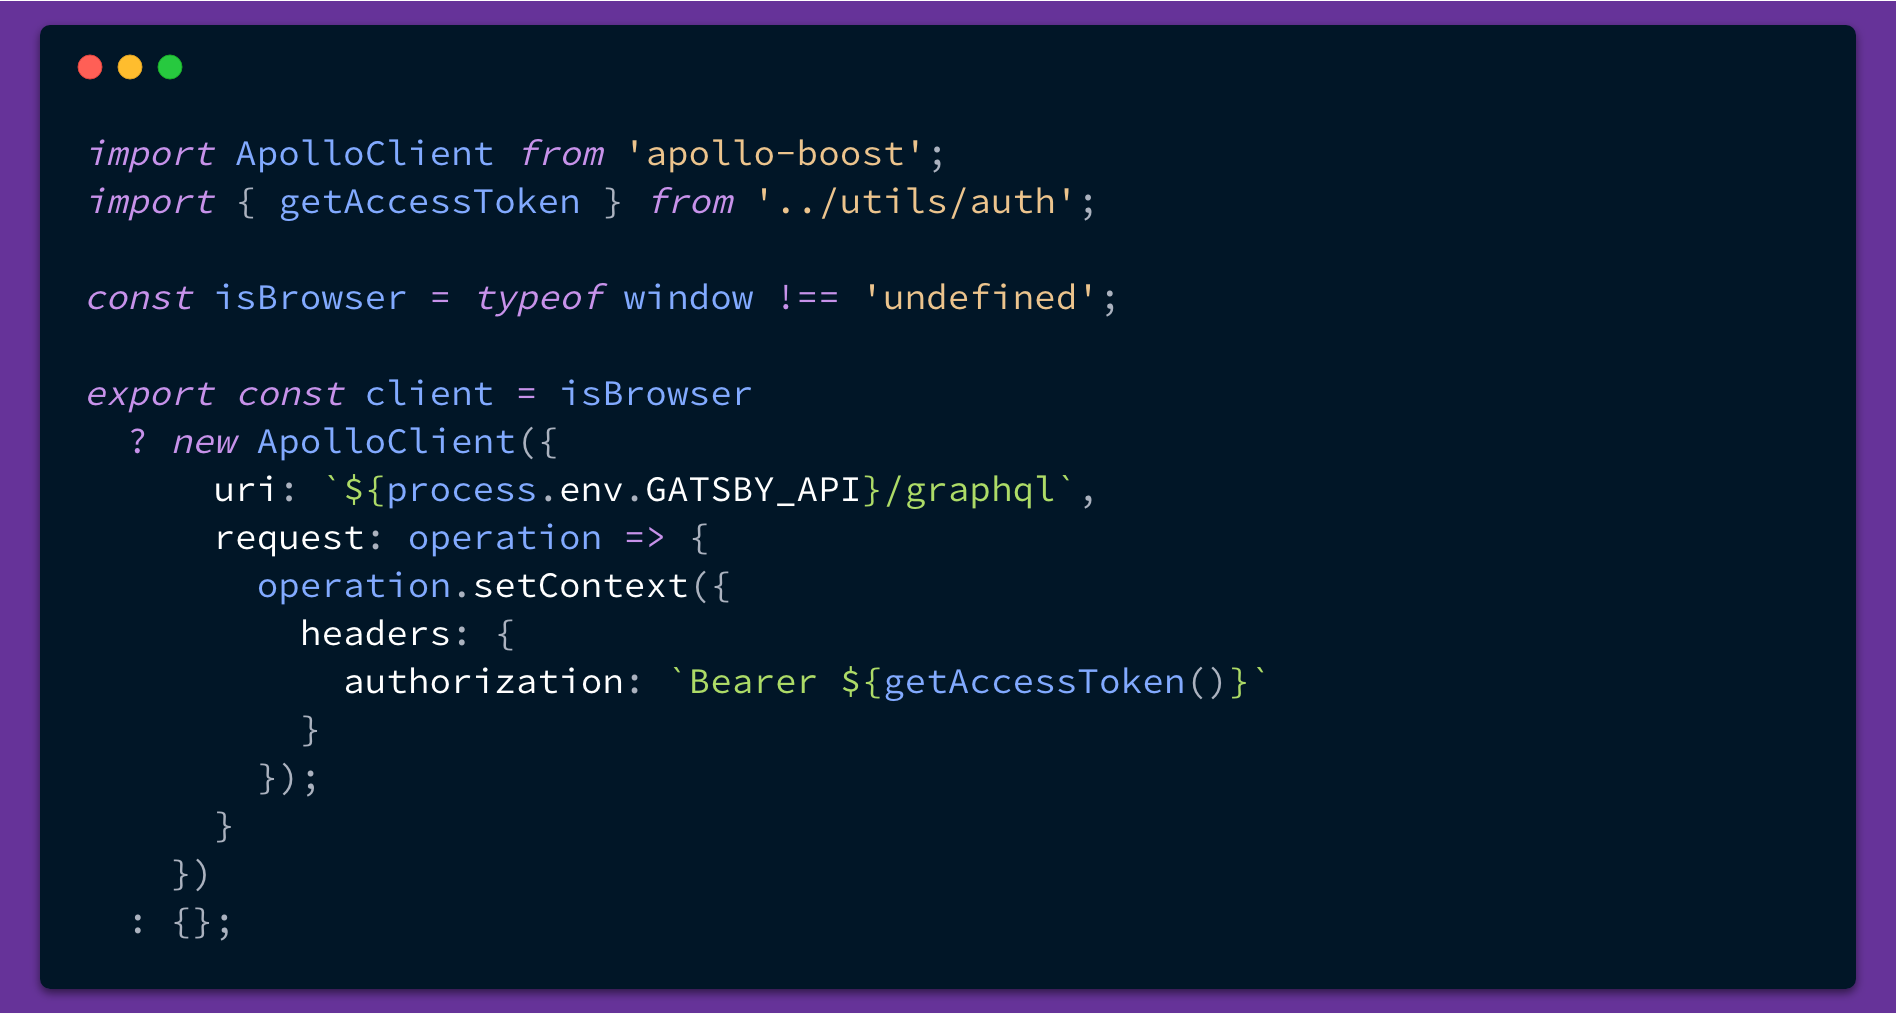 import ApolloClient from 'apollo-boost';
import { getAccessToken } from '../utils/auth';

const isBrowser = typeof window !== 'undefined';

export const client = isBrowser
  ? new ApolloClient({
      uri: `${process.env.GATSBY_API}/graphql`,
      request: operation => {
        operation.setContext({
          headers: {
            authorization: `Bearer ${getAccessToken()}`
          }
        });
      }
    })
  : {};